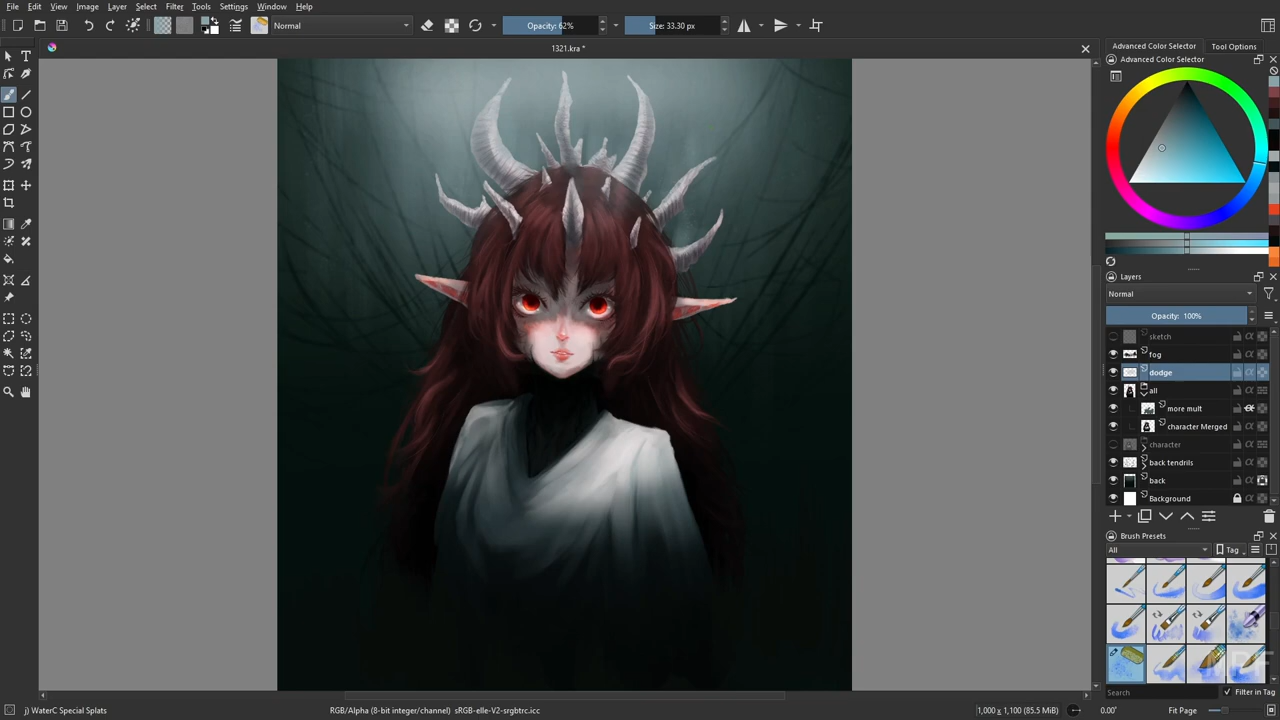 File Edit View Image Layer Select Filter Tools Settings Window Help
Normal
Opacity: 62%
Size: 33.30 px
1321.kra *
Advanced Color Selector
Tool Options
Advanced Color Selector
Layers
Normal
Opacity: 100%
sketch
fog
dodge
all
more mult
character Merged
character
back tendrils
back
Background
Brush Presets
All
Tag
Search
Filter in Tag
j) WaterC Special Splats
RGB/Alpha (8-bit integer/channel) sRGB-elle-V2-srgbtrc.icc
1,000 x 1,100 (85.5 MiB)
0.00°
Fit Page